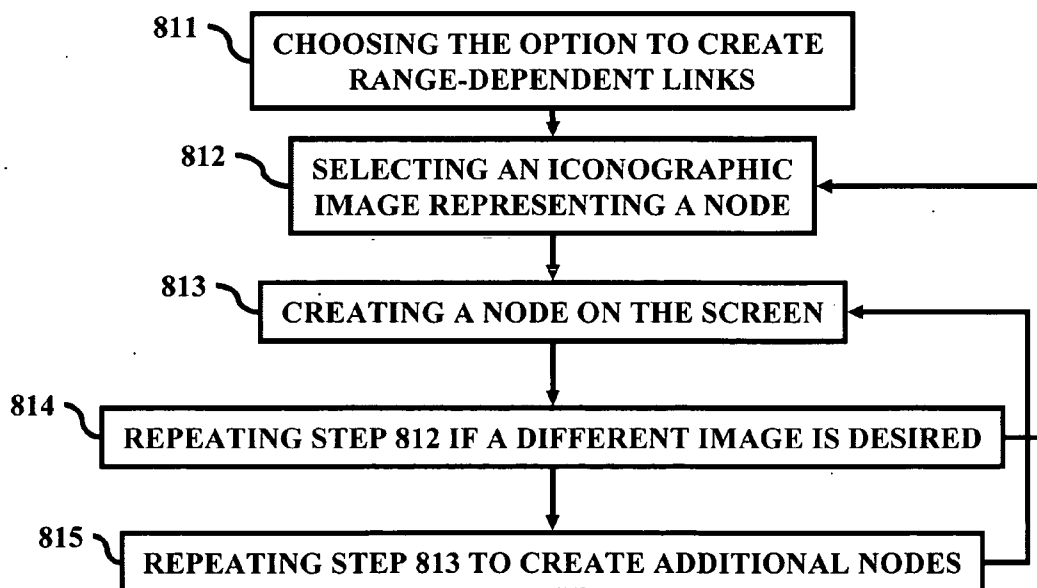 811
CHOOSING THE OPTION TO CREATE
RANGE-DEPENDENT LINKS
812
SELECTING AN ICONOGRAPHIC
IMAGE REPRESENTING A NODE
813
CREATING A NODE ON THE SCREEN
814
REPEATING STEP 812 IF A DIFFERENT IMAGE IS DESIRED
815
REPEATING STEP 813 TO CREATE ADDITIONAL NODES